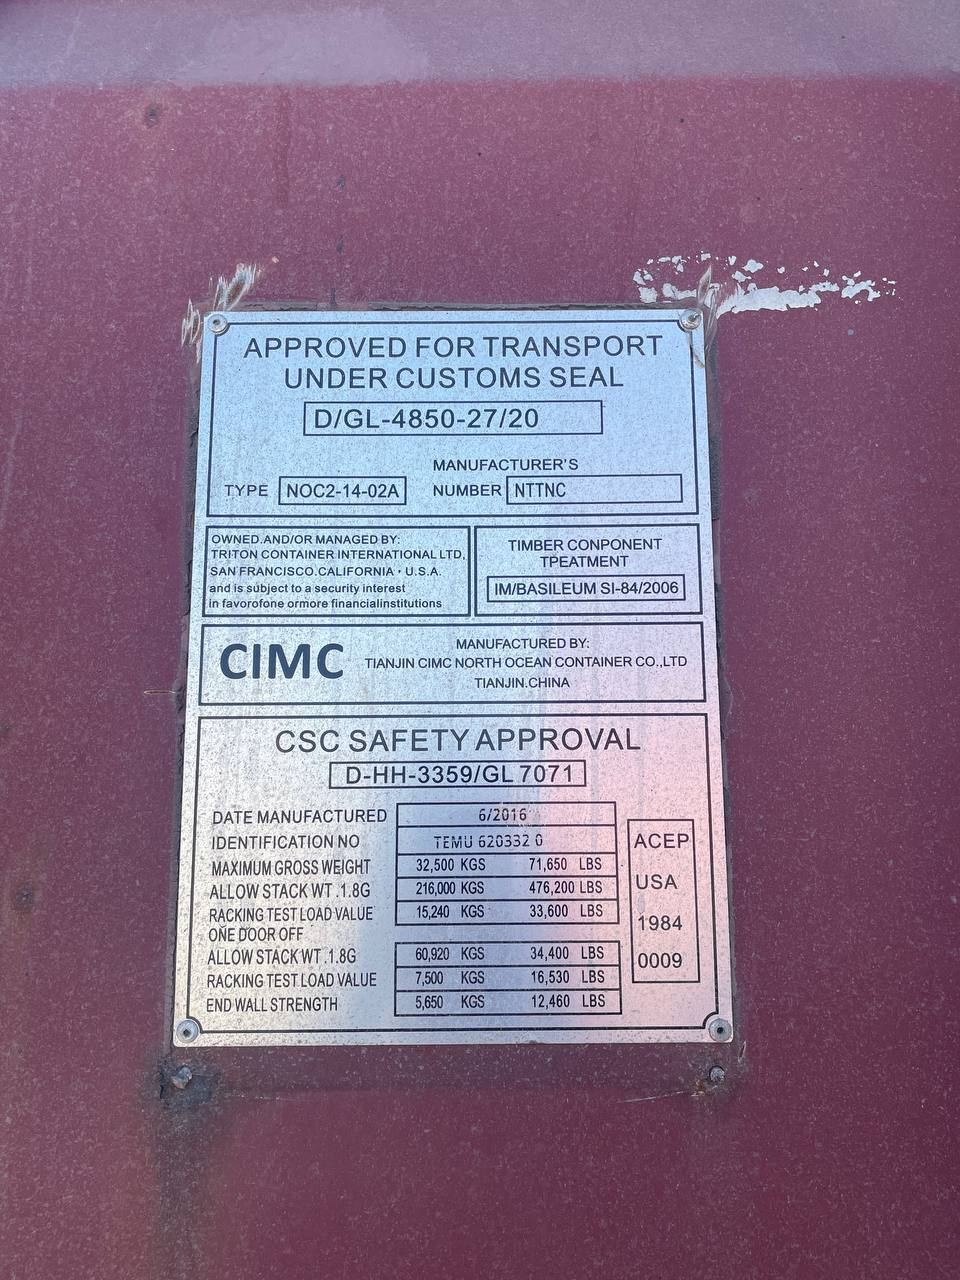 APPROVED FOR TRANSPORT
UNDER CUSTOMS SEAL
D/GL-4850-27/20
MANUFACTURER'S
TYPE NOC2-14-02A NUMBER NTTNC
OWNED.AND/OR MANAGED BY:
TRITON CONTAINER INTERNATIONAL LTD,
SAN FRANCISCO.CALIFORNIA · U.S.A.
and is subject to a security interest
in favorofone ormore financialinstitutions
TIMBER CONPONENT
TPEATMENT
IM/BASILEUM SI-84/2006
CIMC
MANUFACTURED BY:
TIANJIN CIMC NORTH OCEAN CONTAINER CO.,LTD
TIANJIN.CHINA
CSC SAFETY APPROVAL
D-HH-3359/GL 7071
DATE MANUFACTURED 6/2016
IDENTIFICATION NO TEMU 620332 0
MAXIMUM GROSS WEIGHT 32,500 KGS 71,650 LBS
ALLOW STACK WT .1.8G 216,000 KGS 476,200 LBS
RACKING TEST LOAD VALUE 15,240 KGS 33,600 LBS
ONE DOOR OFF
ALLOW STACK WT .1.8G 60,920 KGS 34,400 LBS
RACKING TEST LOAD VALUE 7,500 KGS 16,530 LBS
END WALL STRENGTH 5,650 KGS 12,460 LBS
ACEP
USA
1984
0009